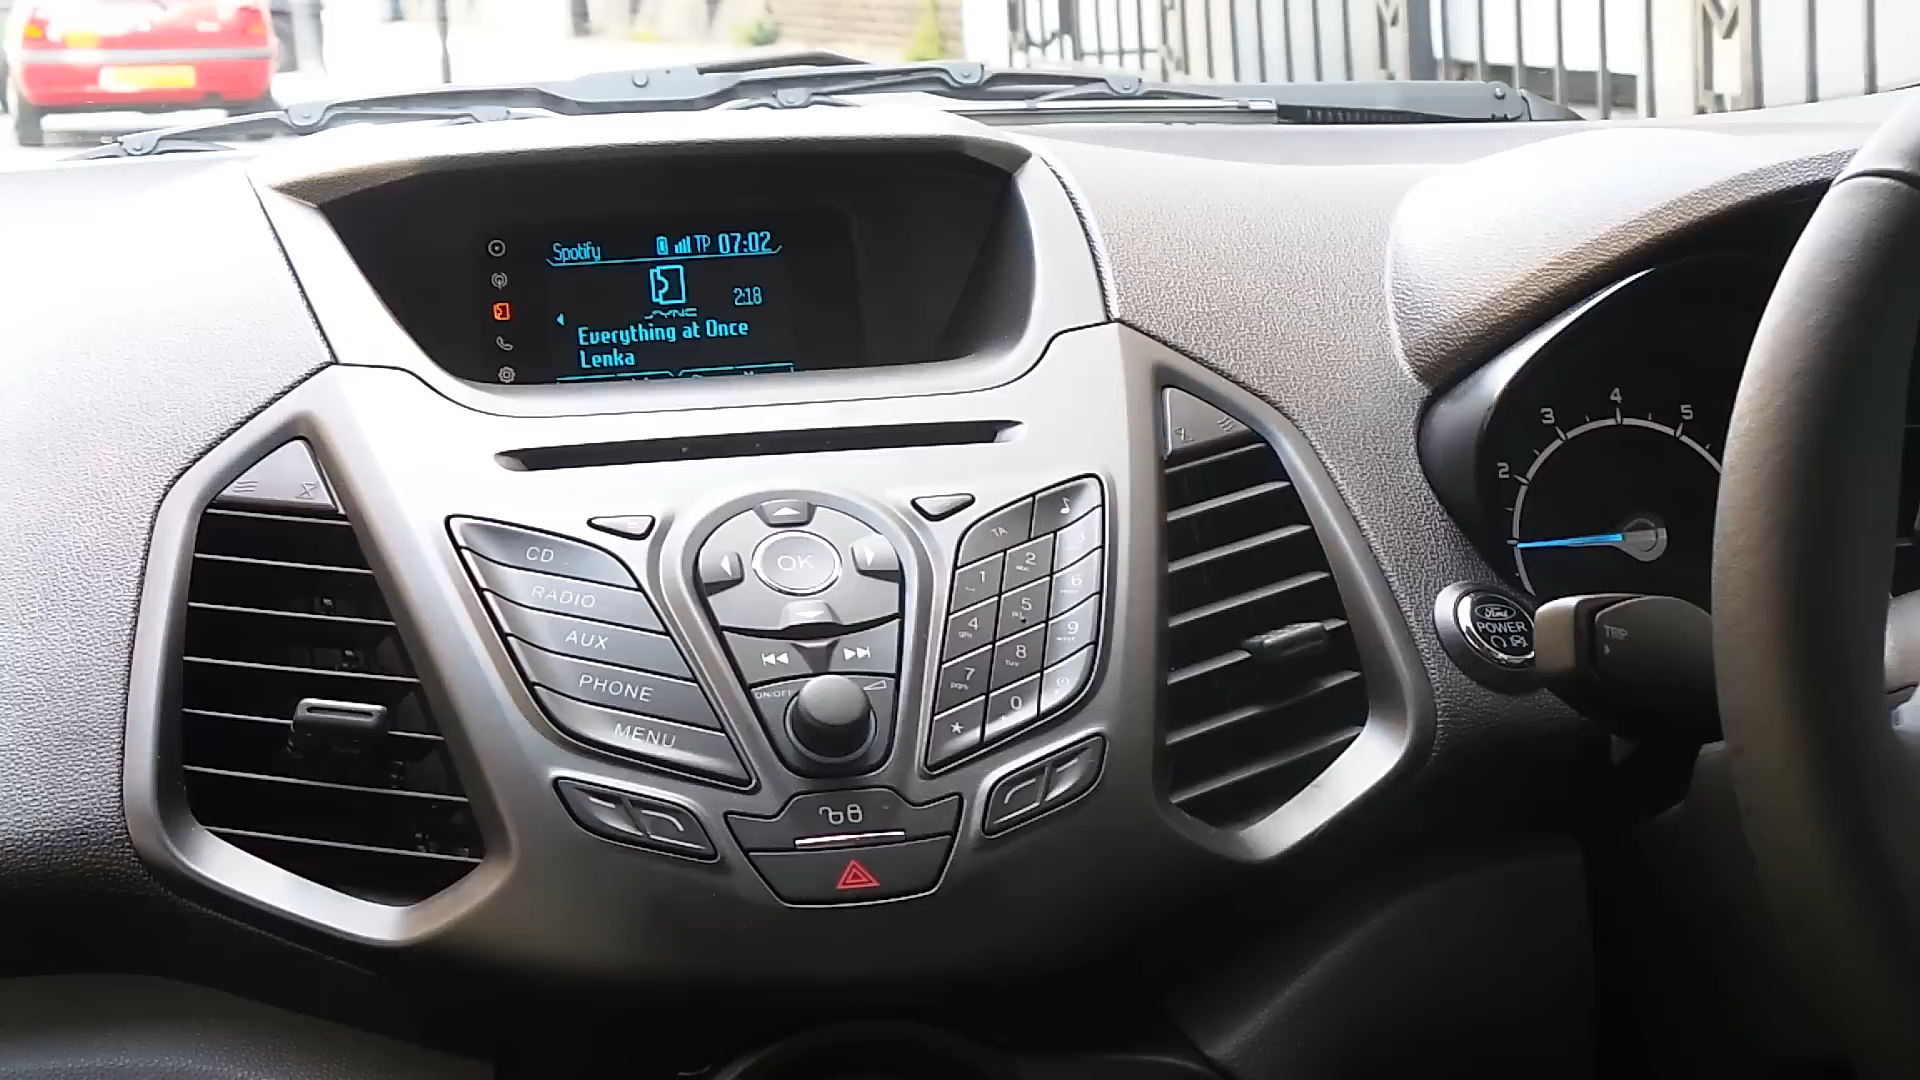 Spotify TP 07:02
2:18
SYNC
Everything at Once
Lenka
CD
RADIO
AUX
PHONE
MENU
OK
ON/OFF
TA
1 2 3
4 5 6
7 8 9
* 0
2 3 4 5
Ford
POWER
TRIP